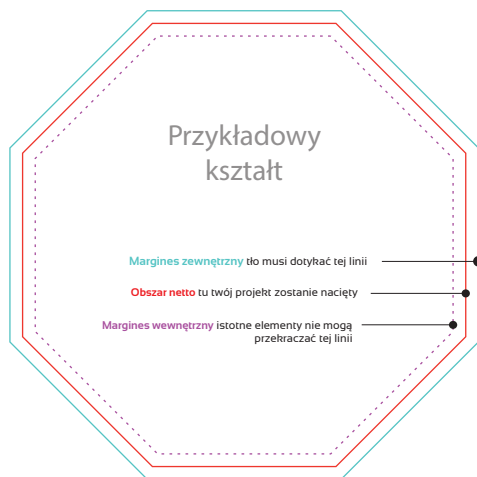 Przykładowy
kształt
Margines zewnętrzny tło musi dotykać tej linii
Obszar netto tu twój projekt zostanie nacięty
Margines wewnętrzny istotne elementy nie mogą
przekraczać tej linii